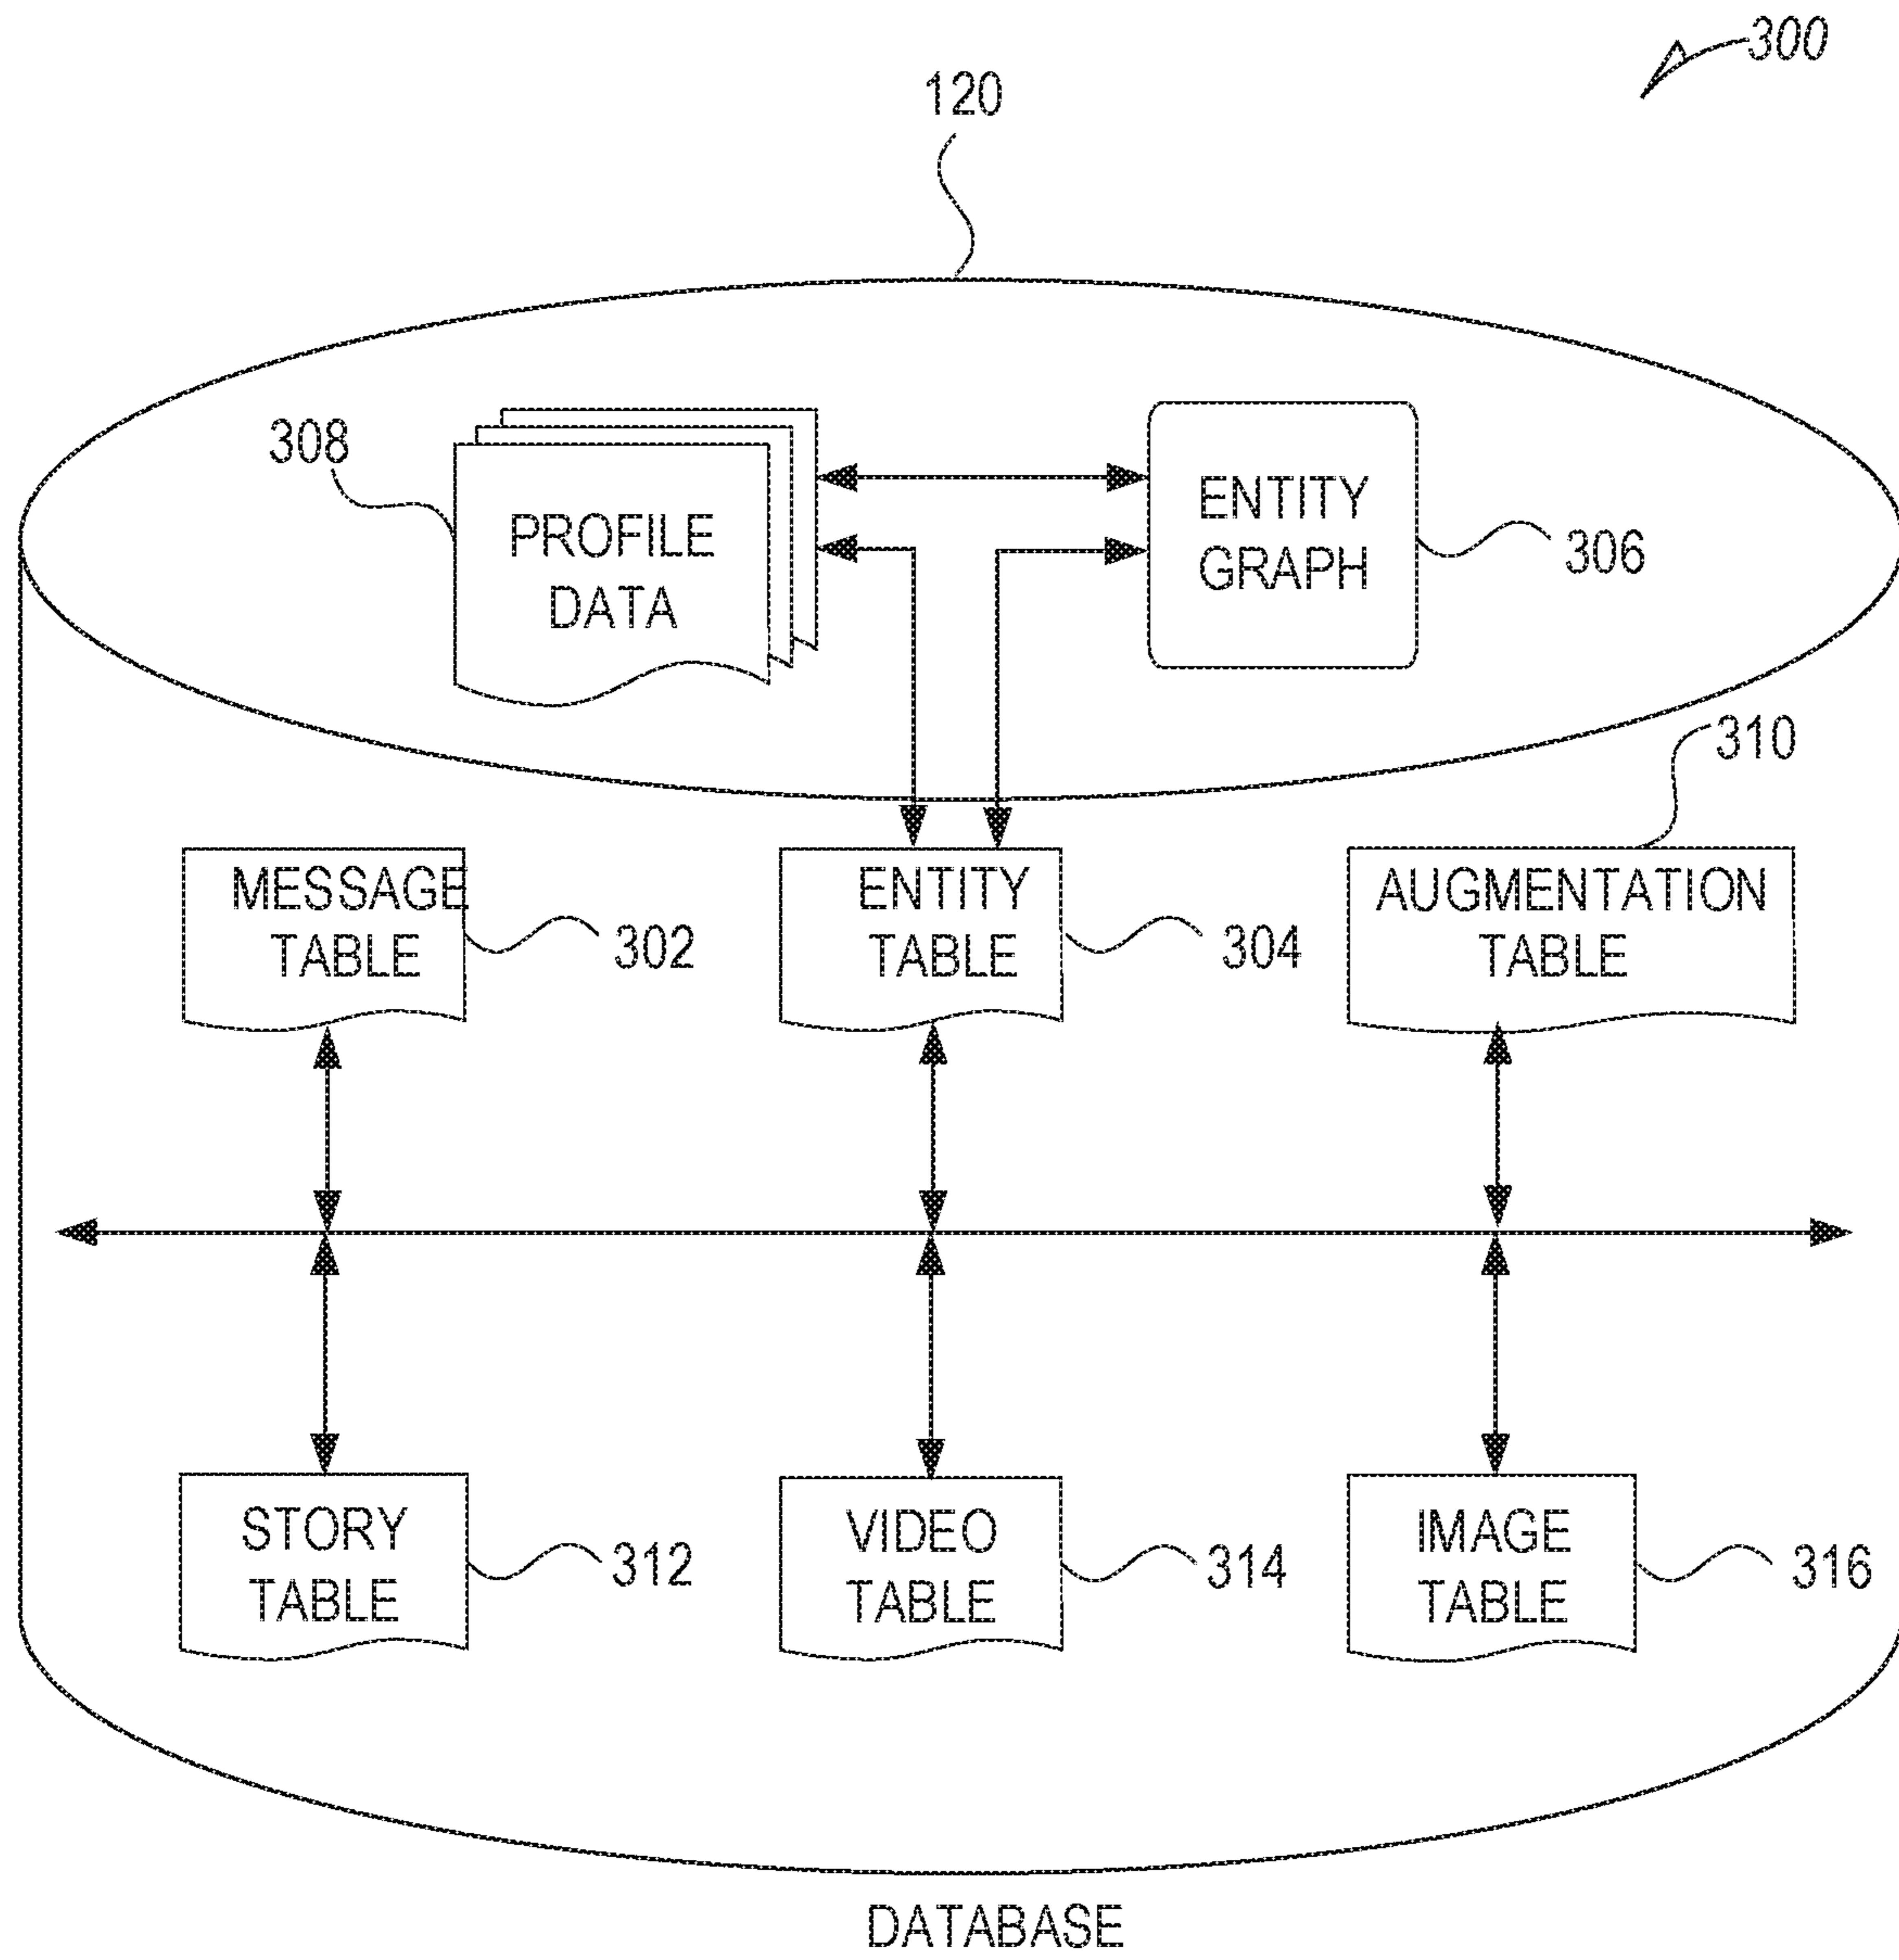 300
120
308
PROFILE
DATA
ENTITY
GRAPH
306
310
MESSAGE
TABLE
302
ENTITY
TABLE
304
AUGMENTATION
TABLE
STORY
TABLE
312
VIDEO
TABLE
314
IMAGE
TABLE
316
DATABASE